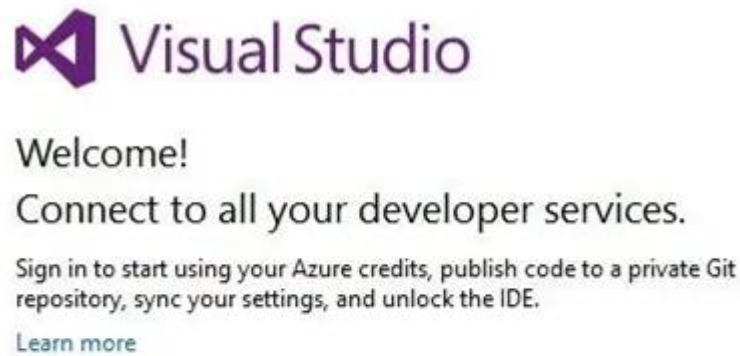 Visual Studio
Welcome!
Connect to all your developer services.
Sign in to start using your Azure credits, publish code to a private Git
repository, sync your settings, and unlock the IDE.
Learn more